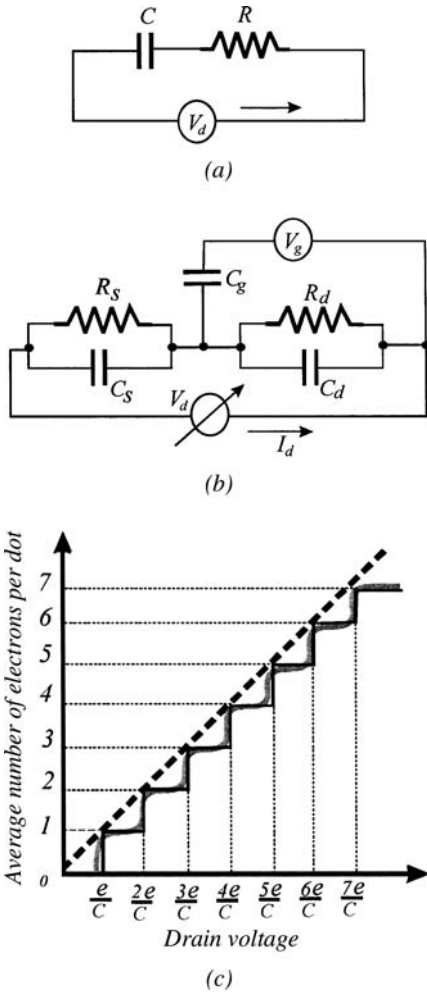 C R
V_d
(a)
V_g
C_g
R_s R_d
C_s C_d
V_d
I_d
(b)
Average number of electrons per dot
7
6
5
4
3
2
1
0
e/C 2e/C 3e/C 4e/C 5e/C 6e/C 7e/C
Drain voltage
(c)